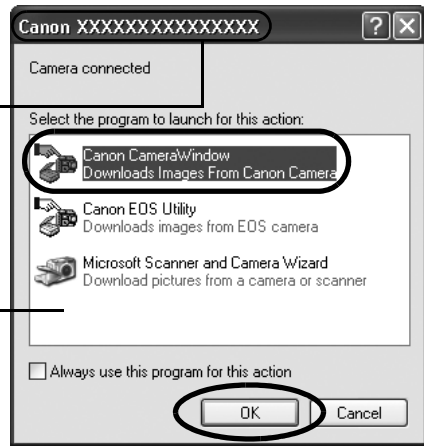 Canon XXXXXXXXXXXXXXX
Camera connected
Select the program to launch for this action:
Canon CameraWindow
Downloads Images From Canon Camera
Canon EOS Utility
Downloads images from EOS camera
Microsoft Scanner and Camera Wizard
Download pictures from a camera or scanner
Always use this program for this action
OK
Cancel